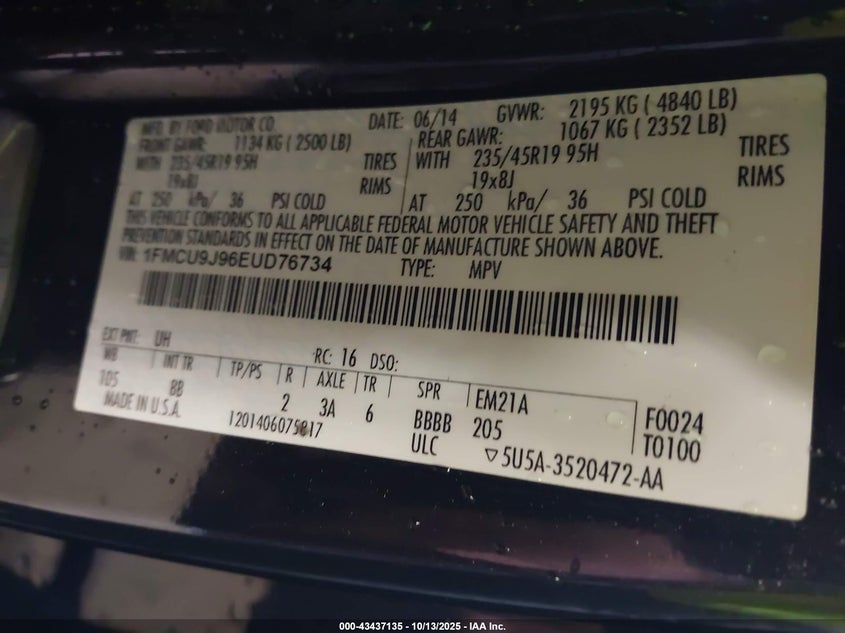 MFD. BY FORD MOTOR CO. DATE: 06/14 GVWR: 2195 KG ( 4840 LB)
FRONT GAWR: 1134 KG ( 2500 LB) REAR GAWR: 1067 KG ( 2352 LB)
WITH 235/45R19 95H TIRES WITH 235/45R19 95H TIRES
19x8J RIMS 19x8J RIMS
AT 250 kPa/ 36 PSI COLD AT 250 kPa/ 36 PSI COLD
THIS VEHICLE CONFORMS TO ALL APPLICABLE FEDERAL MOTOR VEHICLE SAFETY AND THEFT
PREVENTION STANDARDS IN EFFECT ON THE DATE OF MANUFACTURE SHOWN ABOVE.
VIN: 1FMCU9J96EUD76734 TYPE: MPV
EXT PNT: UH RC: 16 DSO:
WB INT TR TP/PS R AXLE TR SPR EM21A
105 BB 2 3A 6 BBBB 205 F0024
MADE IN U.S.A. 1201406075817 ULC T0100
▽5U5A-3520472-AA
000-43437135 - 10/13/2025 - IAA Inc.